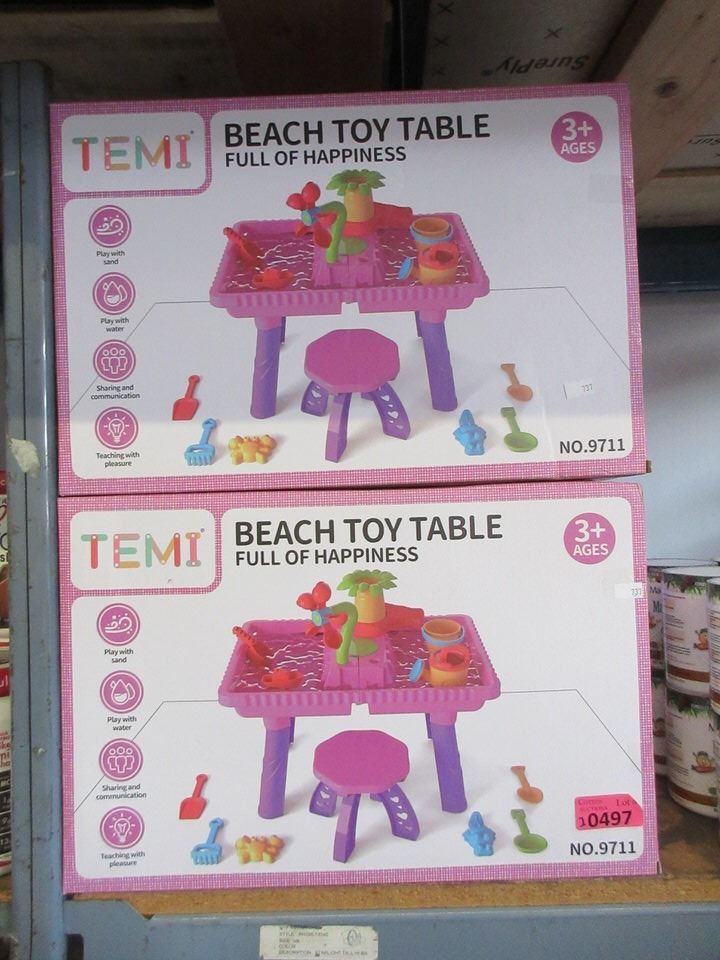 SurePly
TEMI
BEACH TOY TABLE
FULL OF HAPPINESS
3+
AGES
Play with
sand
Play with
water
Sharing and
communication
Teaching with
pleasure
737
NO.9711
TEMI
BEACH TOY TABLE
FULL OF HAPPINESS
3+
AGES
737
Play with
sand
Play with
water
Sharing and
communication
Teaching with
pleasure
Lot
10497
NO.9711